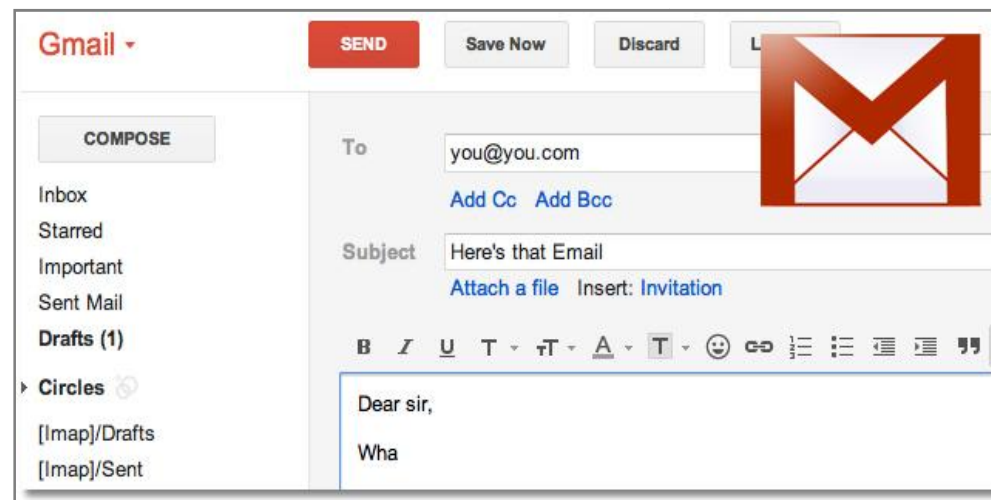 Gmail
SEND Save Now Discard
COMPOSE
To you@you.com
Inbox
Add Cc Add Bcc
Starred
Subject Here's that Email
Important
Attach a file Insert: Invitation
Sent Mail
Drafts (1)
B I U T T A T
Circles
Dear sir,
[Imap]/Drafts
Wha
[Imap]/Sent